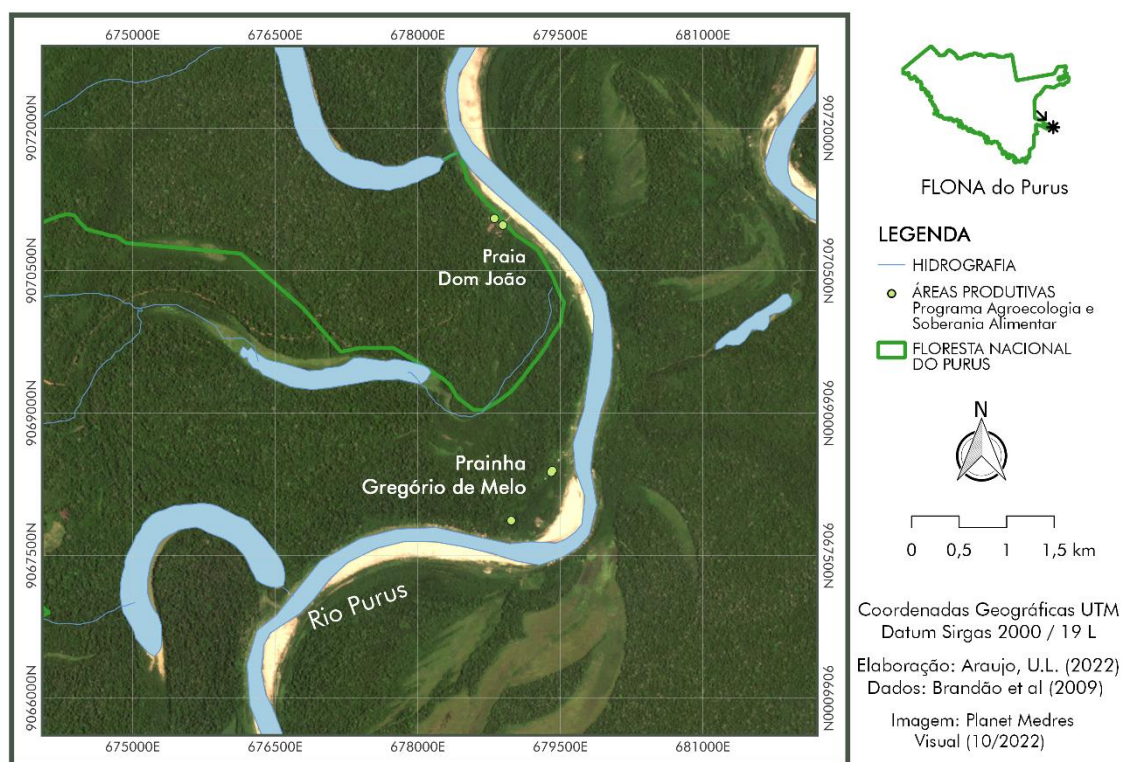 675000E
676500E
678000E
679500E
681000E
9072000N
9072000N
9070500N
9070500N
9069000N
9069000N
9067500N
9067500N
9066000N
9066000N
Praia
Dom João
Prainha
Gregório de Melo
Rio Purus
675000E
676500E
678000E
679500E
681000E
FLONA do Purus
LEGENDA
HIDROGRAFIA
ÁREAS PRODUTIVAS
Programa Agroecologia e
Soberania Alimentar
FLORESTA NACIONAL
DO PURUS
N
0 0,5 1 1,5 km
Coordenadas Geográficas UTM
Datum Sirgas 2000 / 19 L
Elaboração: Araujo, U.L. (2022)
Dados: Brandão et al (2009)
Imagem: Planet Medres
Visual (10/2022)